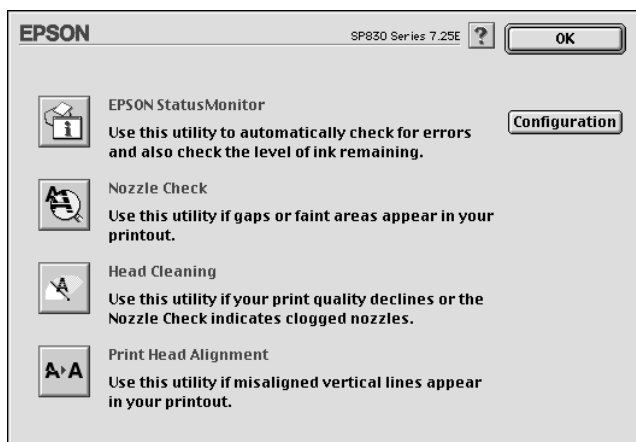 EPSON
SP830 Series 7.25E
?
OK
EPSON StatusMonitor
Use this utility to automatically check for errors
and also check the level of ink remaining.
Configuration
Nozzle Check
Use this utility if gaps or faint areas appear in your
printout.
Head Cleaning
Use this utility if your print quality declines or the
Nozzle Check indicates clogged nozzles.
A A
Print Head Alignment
Use this utility if misaligned vertical lines appear
in your printout.